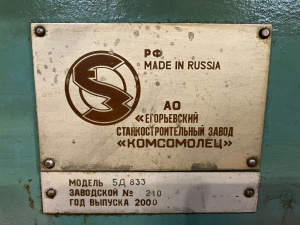 РФ
MADE IN RUSSIA
АО
«ЕГОРЬЕВСКИЙ
СТАНКОСТРОИТЕЛЬНЫЙ ЗАВОД
«КОМСОМОЛЕЦ»
МОДЕЛЬ 5Д 833
ЗАВОДСКОЙ № 210
ГОД ВЫПУСКА 2000